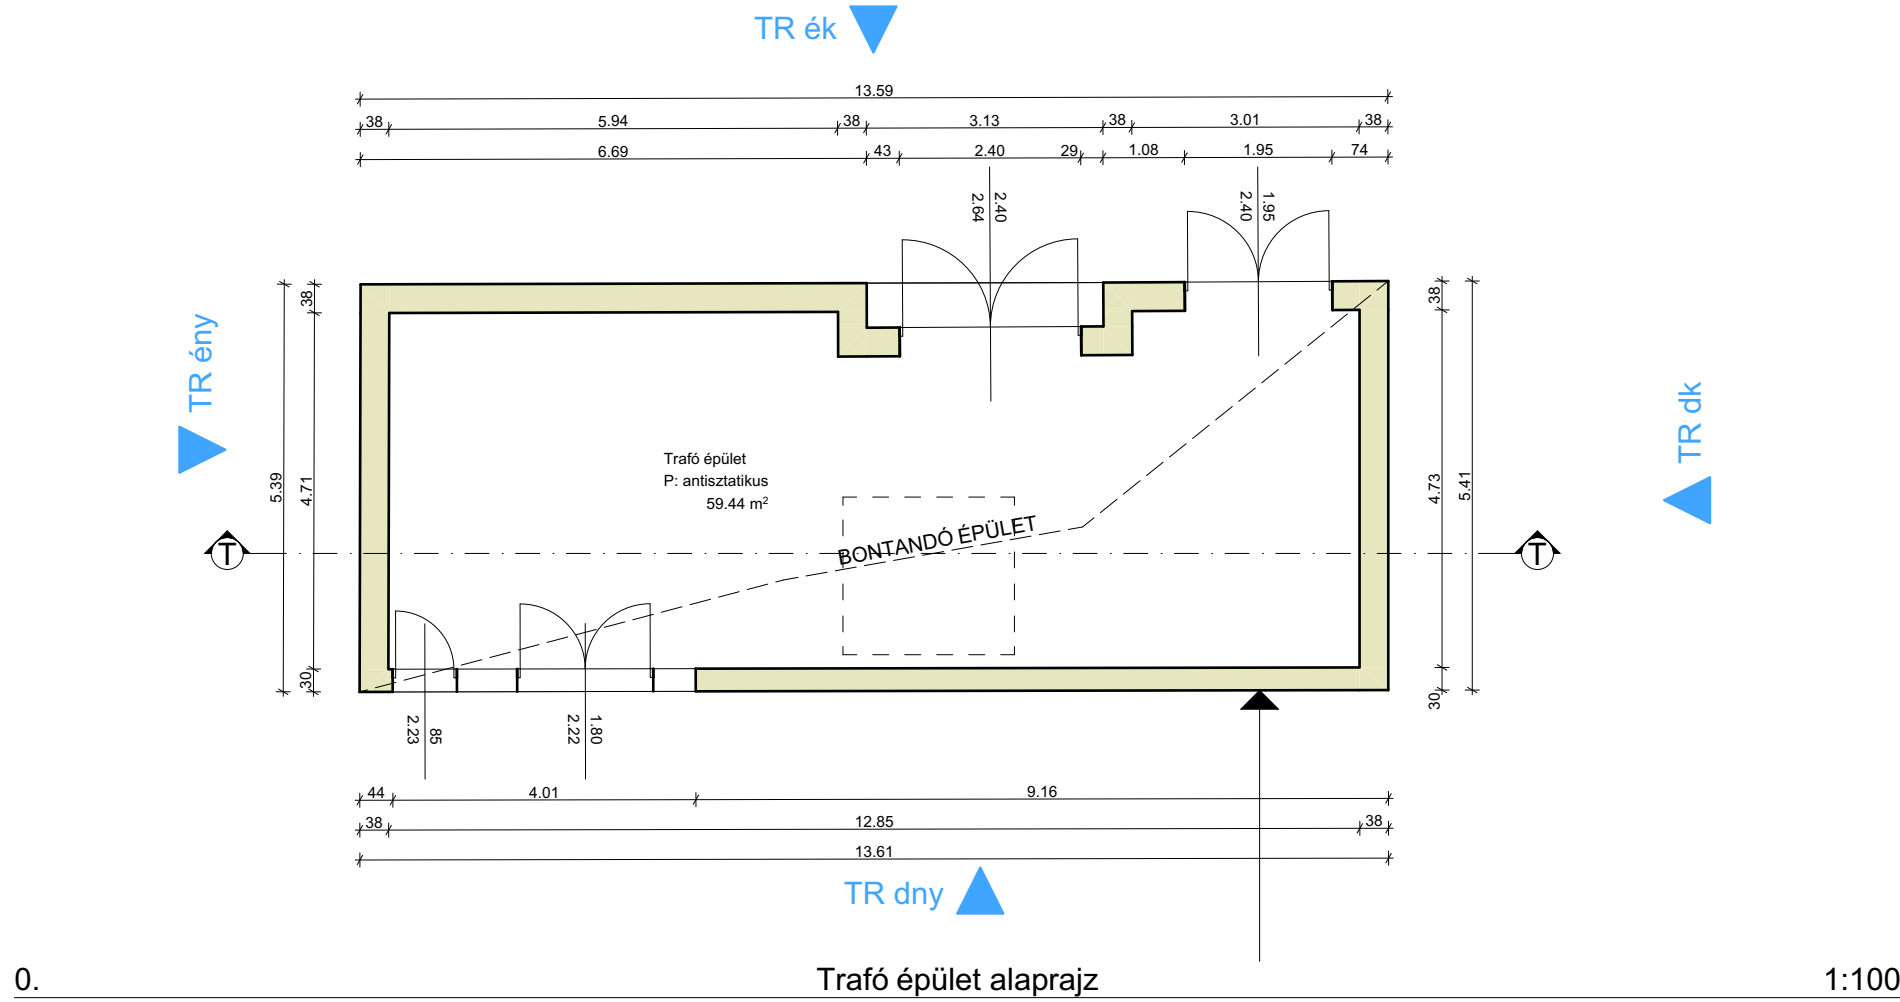 TR ék
13.59
38 5.94 38 3.13 38 3.01 38
6.69 43 2.40 29 1.08 1.95 74
2.40
2.64
1.95
2.40
TR ény
5.39
38
4.71
30
Trafó épület
P: antisztatikus
59.44 m²
BONTANDÓ ÉPÜLET
T
T
38
4.73
30
5.41
TR dk
85
2.23
1.80
2.22
44 4.01 9.16
38 12.85 38
13.61
TR dny
0. Trafó épület alaprajz 1:100